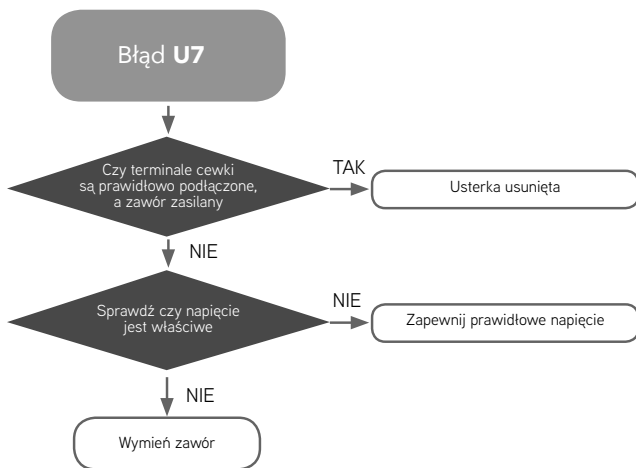 Błąd U7
Czy terminale cewki
są prawidłowo podłączone,
a zawór zasilany
TAK
Usterka usunięta
NIE
Sprawdź czy napięcie
jest właściwe
NIE
Zapewnij prawidłowe napięcie
NIE
Wymień zawór